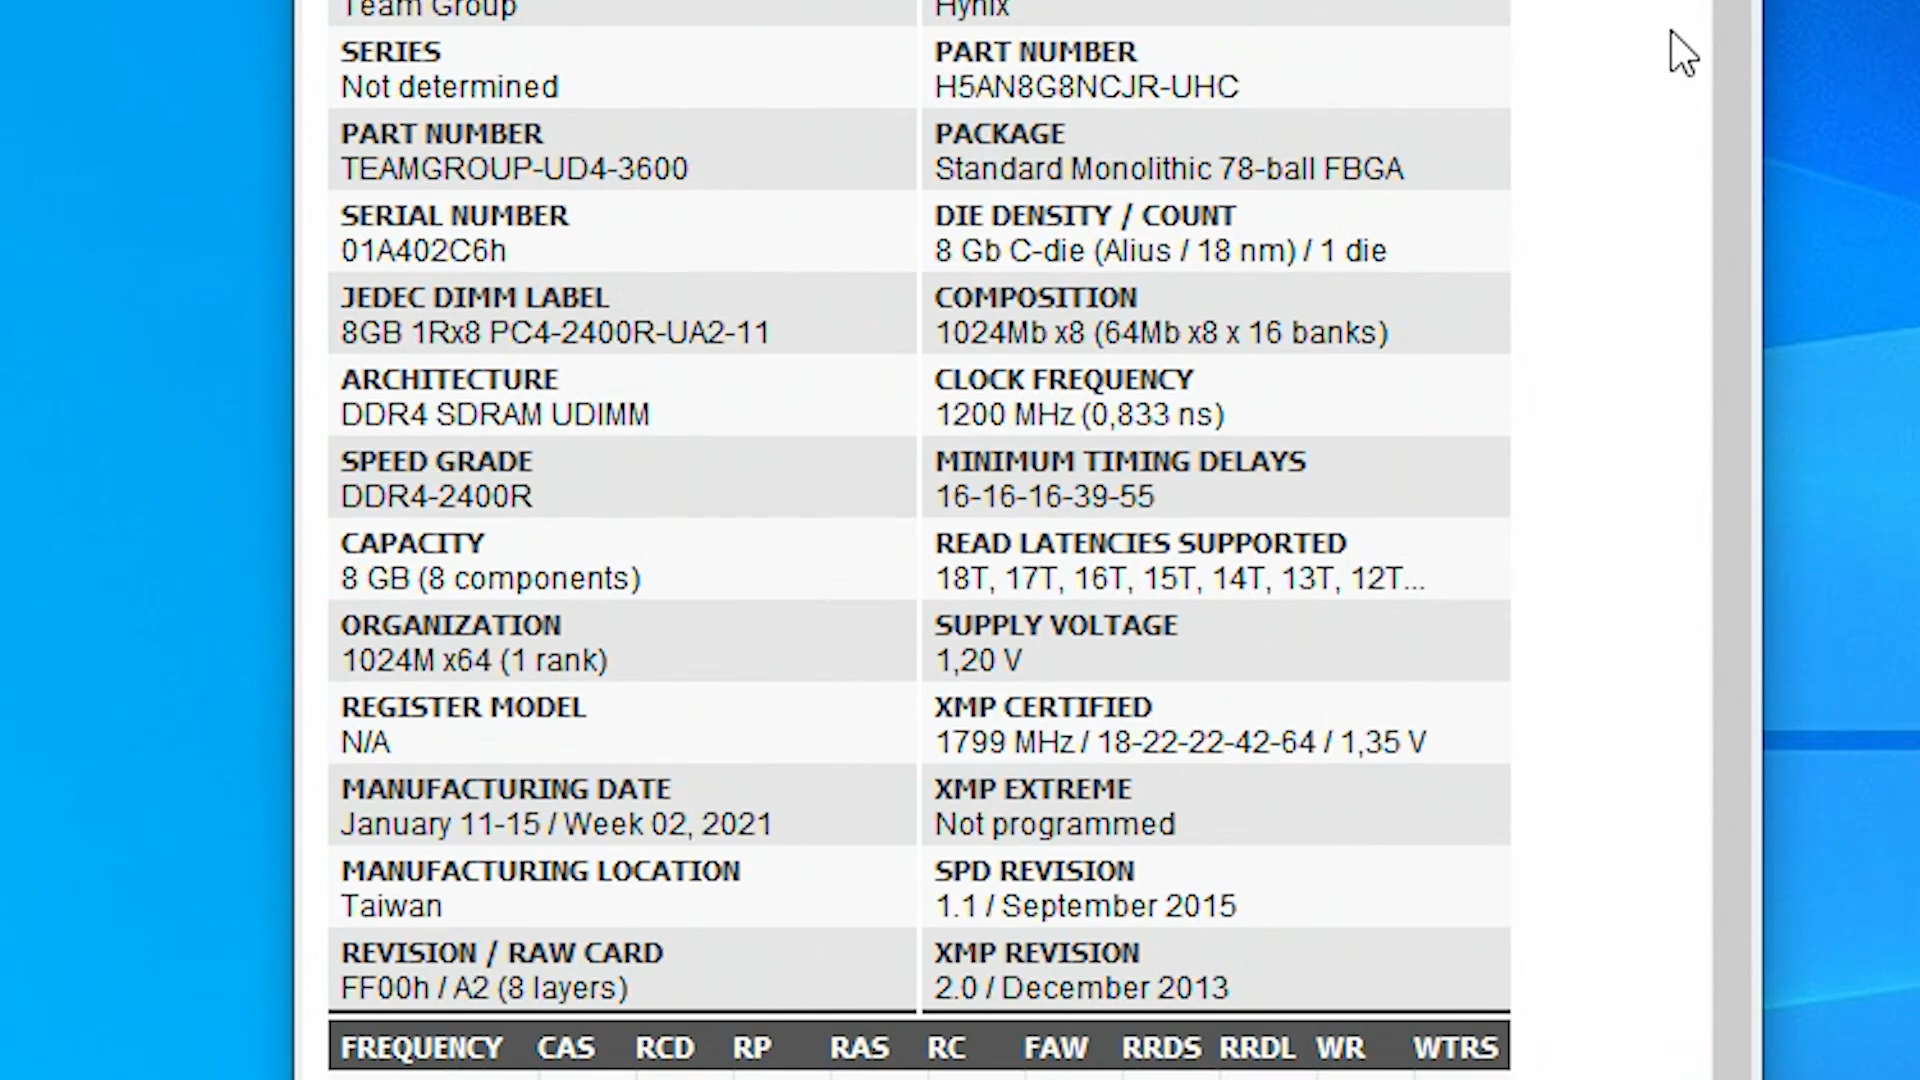 Team Group
SERIES
Not determined
PART NUMBER
TEAMGROUP-UD4-3600
SERIAL NUMBER
01A402C6h
JEDEC DIMM LABEL
8GB 1Rx8 PC4-2400R-UA2-11
ARCHITECTURE
DDR4 SDRAM UDIMM
SPEED GRADE
DDR4-2400R
CAPACITY
8 GB (8 components)
ORGANIZATION
1024M x64 (1 rank)
REGISTER MODEL
N/A
MANUFACTURING DATE
January 11-15 / Week 02, 2021
MANUFACTURING LOCATION
Taiwan
REVISION / RAW CARD
FF00h / A2 (8 layers)
Hynix
PART NUMBER
H5AN8G8NCJR-UHC
PACKAGE
Standard Monolithic 78-ball FBGA
DIE DENSITY / COUNT
8 Gb C-die (Alius / 18 nm) / 1 die
COMPOSITION
1024Mb x8 (64Mb x8 x 16 banks)
CLOCK FREQUENCY
1200 MHz (0,833 ns)
MINIMUM TIMING DELAYS
16-16-16-39-55
READ LATENCIES SUPPORTED
18T, 17T, 16T, 15T, 14T, 13T, 12T...
SUPPLY VOLTAGE
1,20 V
XMP CERTIFIED
1799 MHz / 18-22-22-42-64 / 1,35 V
XMP EXTREME
Not programmed
SPD REVISION
1.1 / September 2015
XMP REVISION
2.0 / December 2013
FREQUENCY CAS RCD RP RAS RC FAW RRDS RRDL WR WTRS